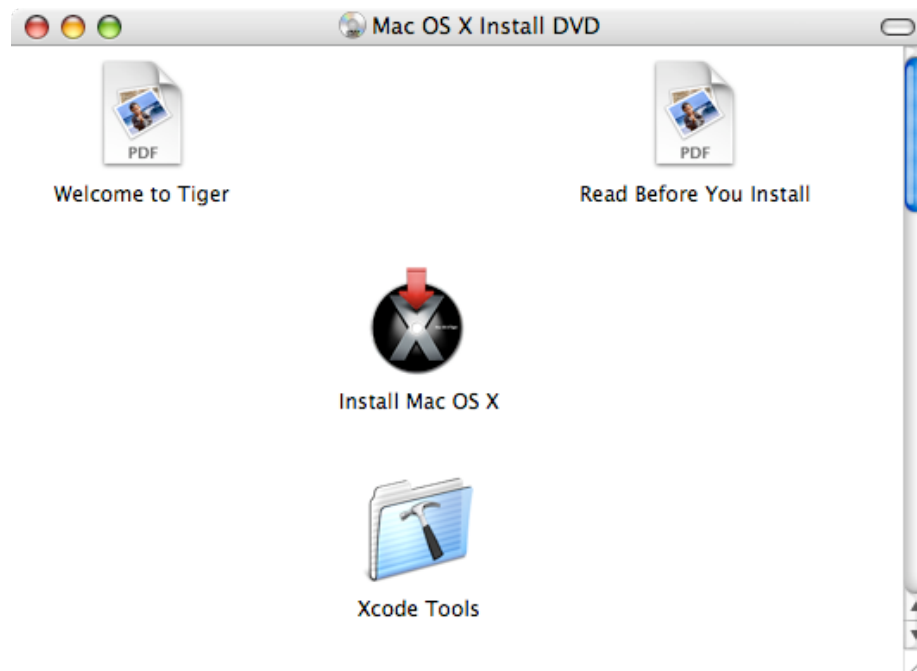 Mac OS X Install DVD
PDF
PDF
Welcome to Tiger
Read Before You Install
X
Install Mac OS X
Xcode Tools